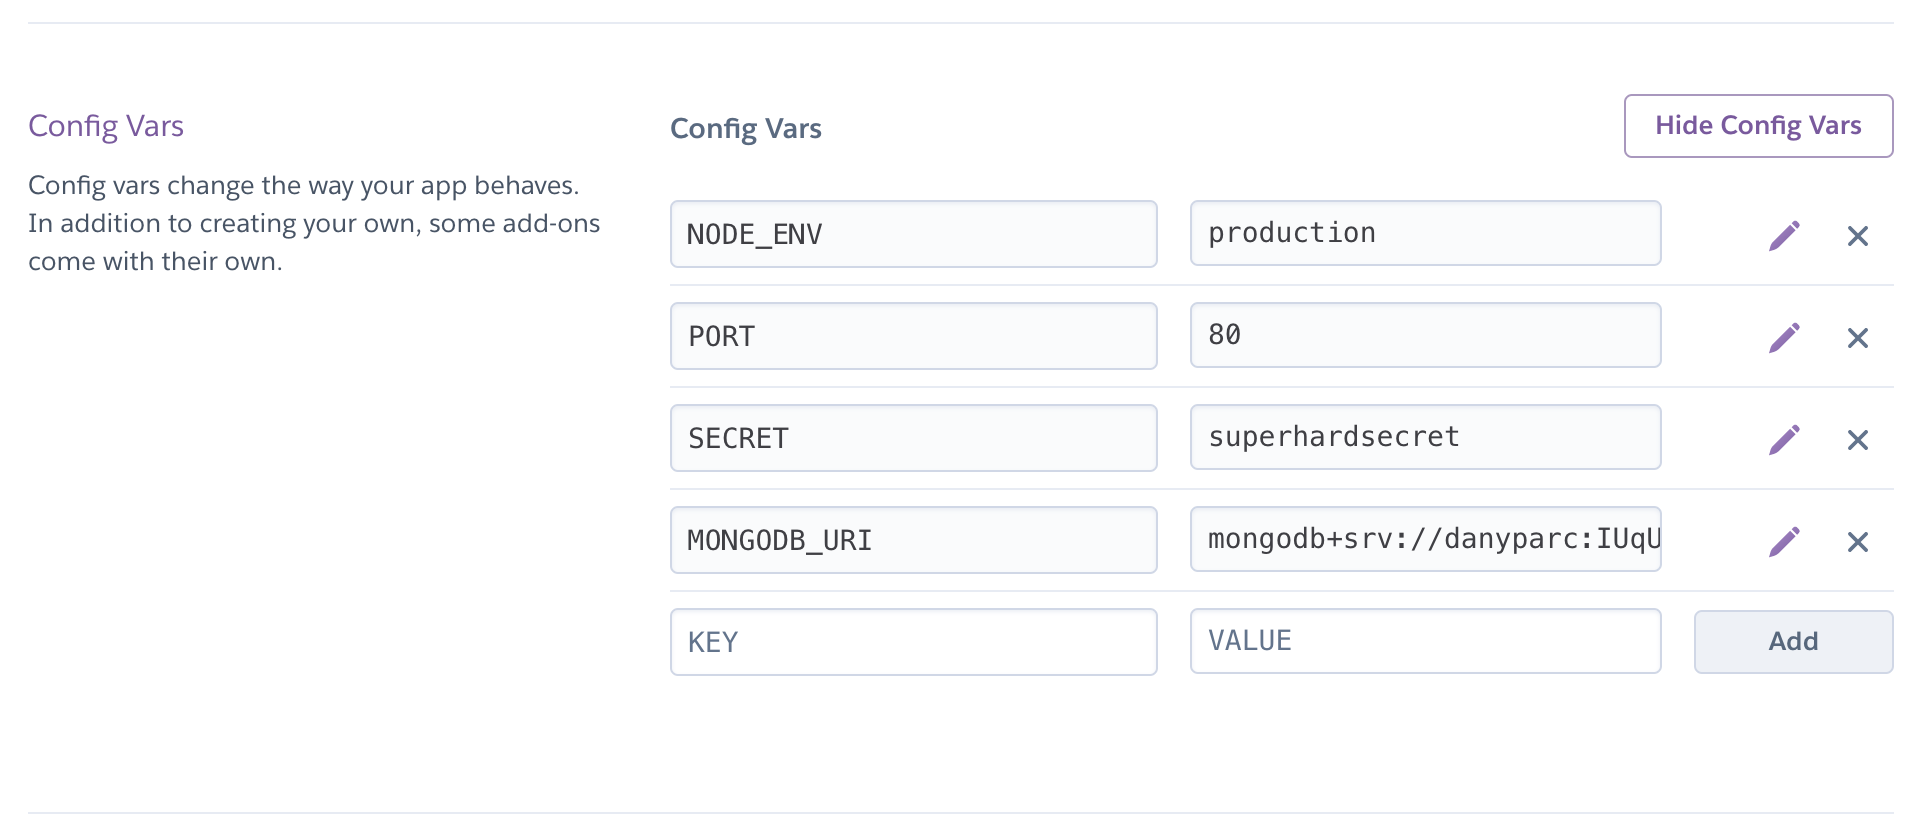 Config Vars
Config vars change the way your app behaves.
In addition to creating your own, some add-ons
come with their own.
Config Vars
Hide Config Vars
NODE_ENV production
PORT 80
SECRET superhardsecret
MONGODB_URI mongodb+srv://danyparc:IUqU
KEY VALUE Add